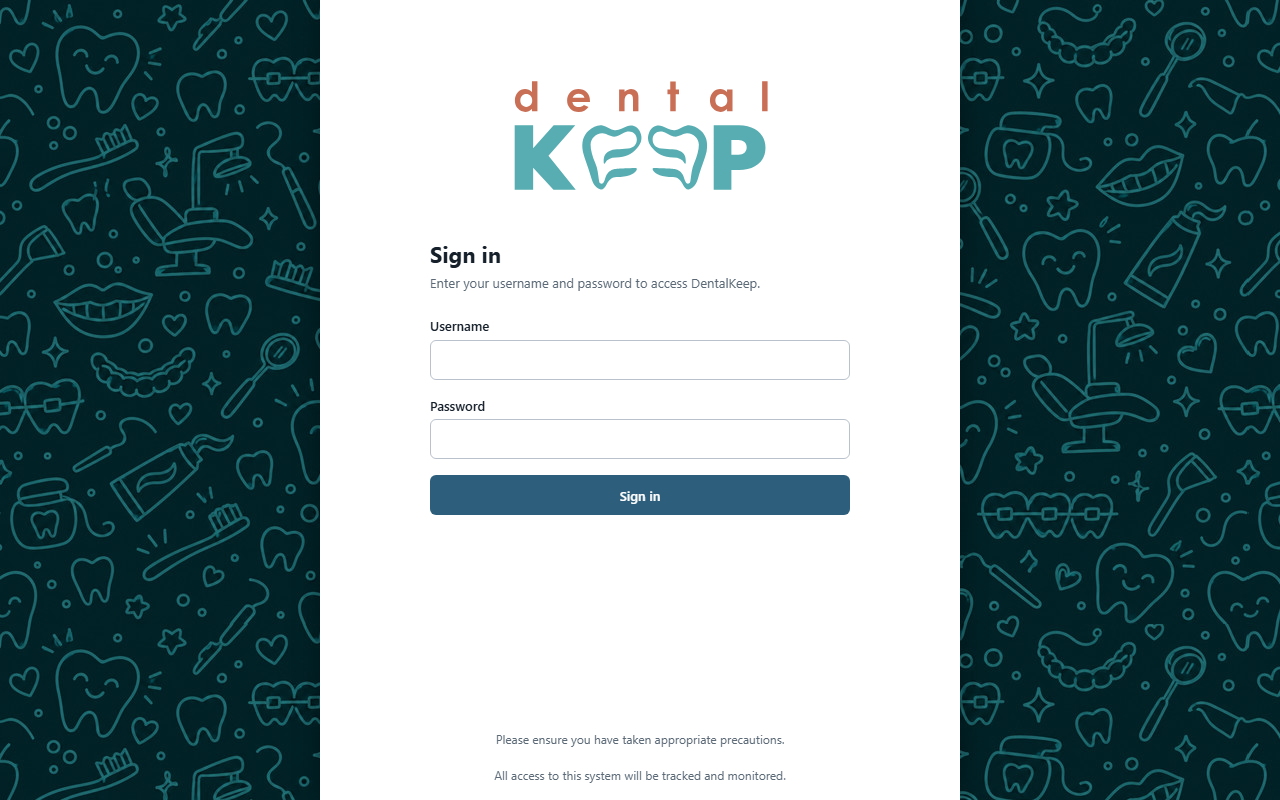 dental
KEEP
Sign in
Enter your username and password to access DentalKeep.
Username
Password
Sign in
Please ensure you have taken appropriate precautions.
All access to this system will be tracked and monitored.